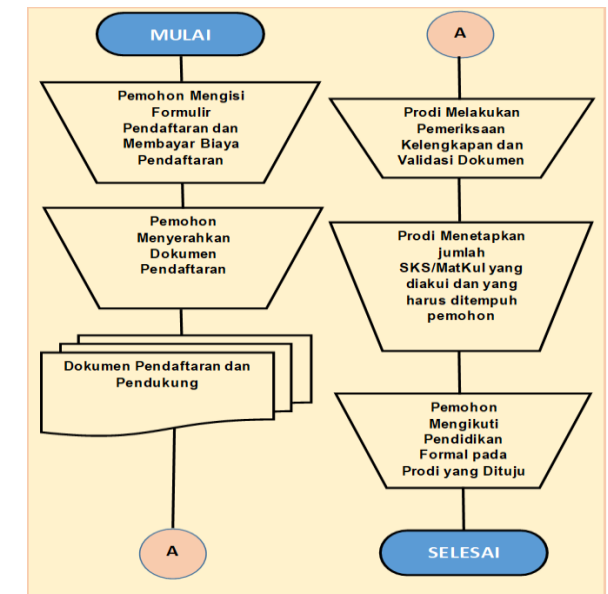 MULAI
Pemohon Mengisi
Formulir
Pendaftaran dan
Membayar Biaya
Pendaftaran
Pemohon
Menyerahkan
Dokumen
Pendaftaran
Dokumen Pendaftaran dan
Pendukung
A
A
Prodi Melakukan
Pemeriksaan
Kelengkapan dan
Validasi Dokumen
Prodi Menetapkan
jumlah
SKS/MatKul yang
diakui dan yang
harus ditempuh
pemohon
Pemohon
Mengikuti
Pendidikan
Formal pada
Prodi yang Dituju
SELESAI